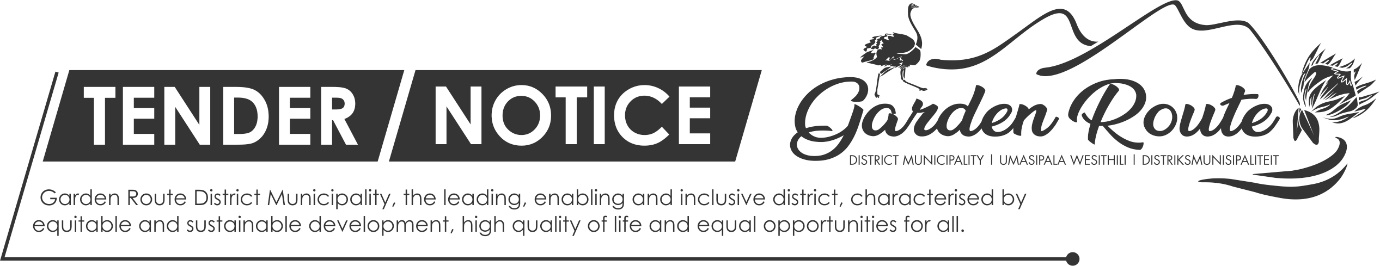 TENDER NOTICE
Garden Route
DISTRICT MUNICIPALITY | UMASIPALA WESITHILI | DISTRIKSMUNISIPALITEIT
Garden Route District Municipality, the leading, enabling and inclusive district, characterised by
equitable and sustainable development, high quality of life and equal opportunities for all.